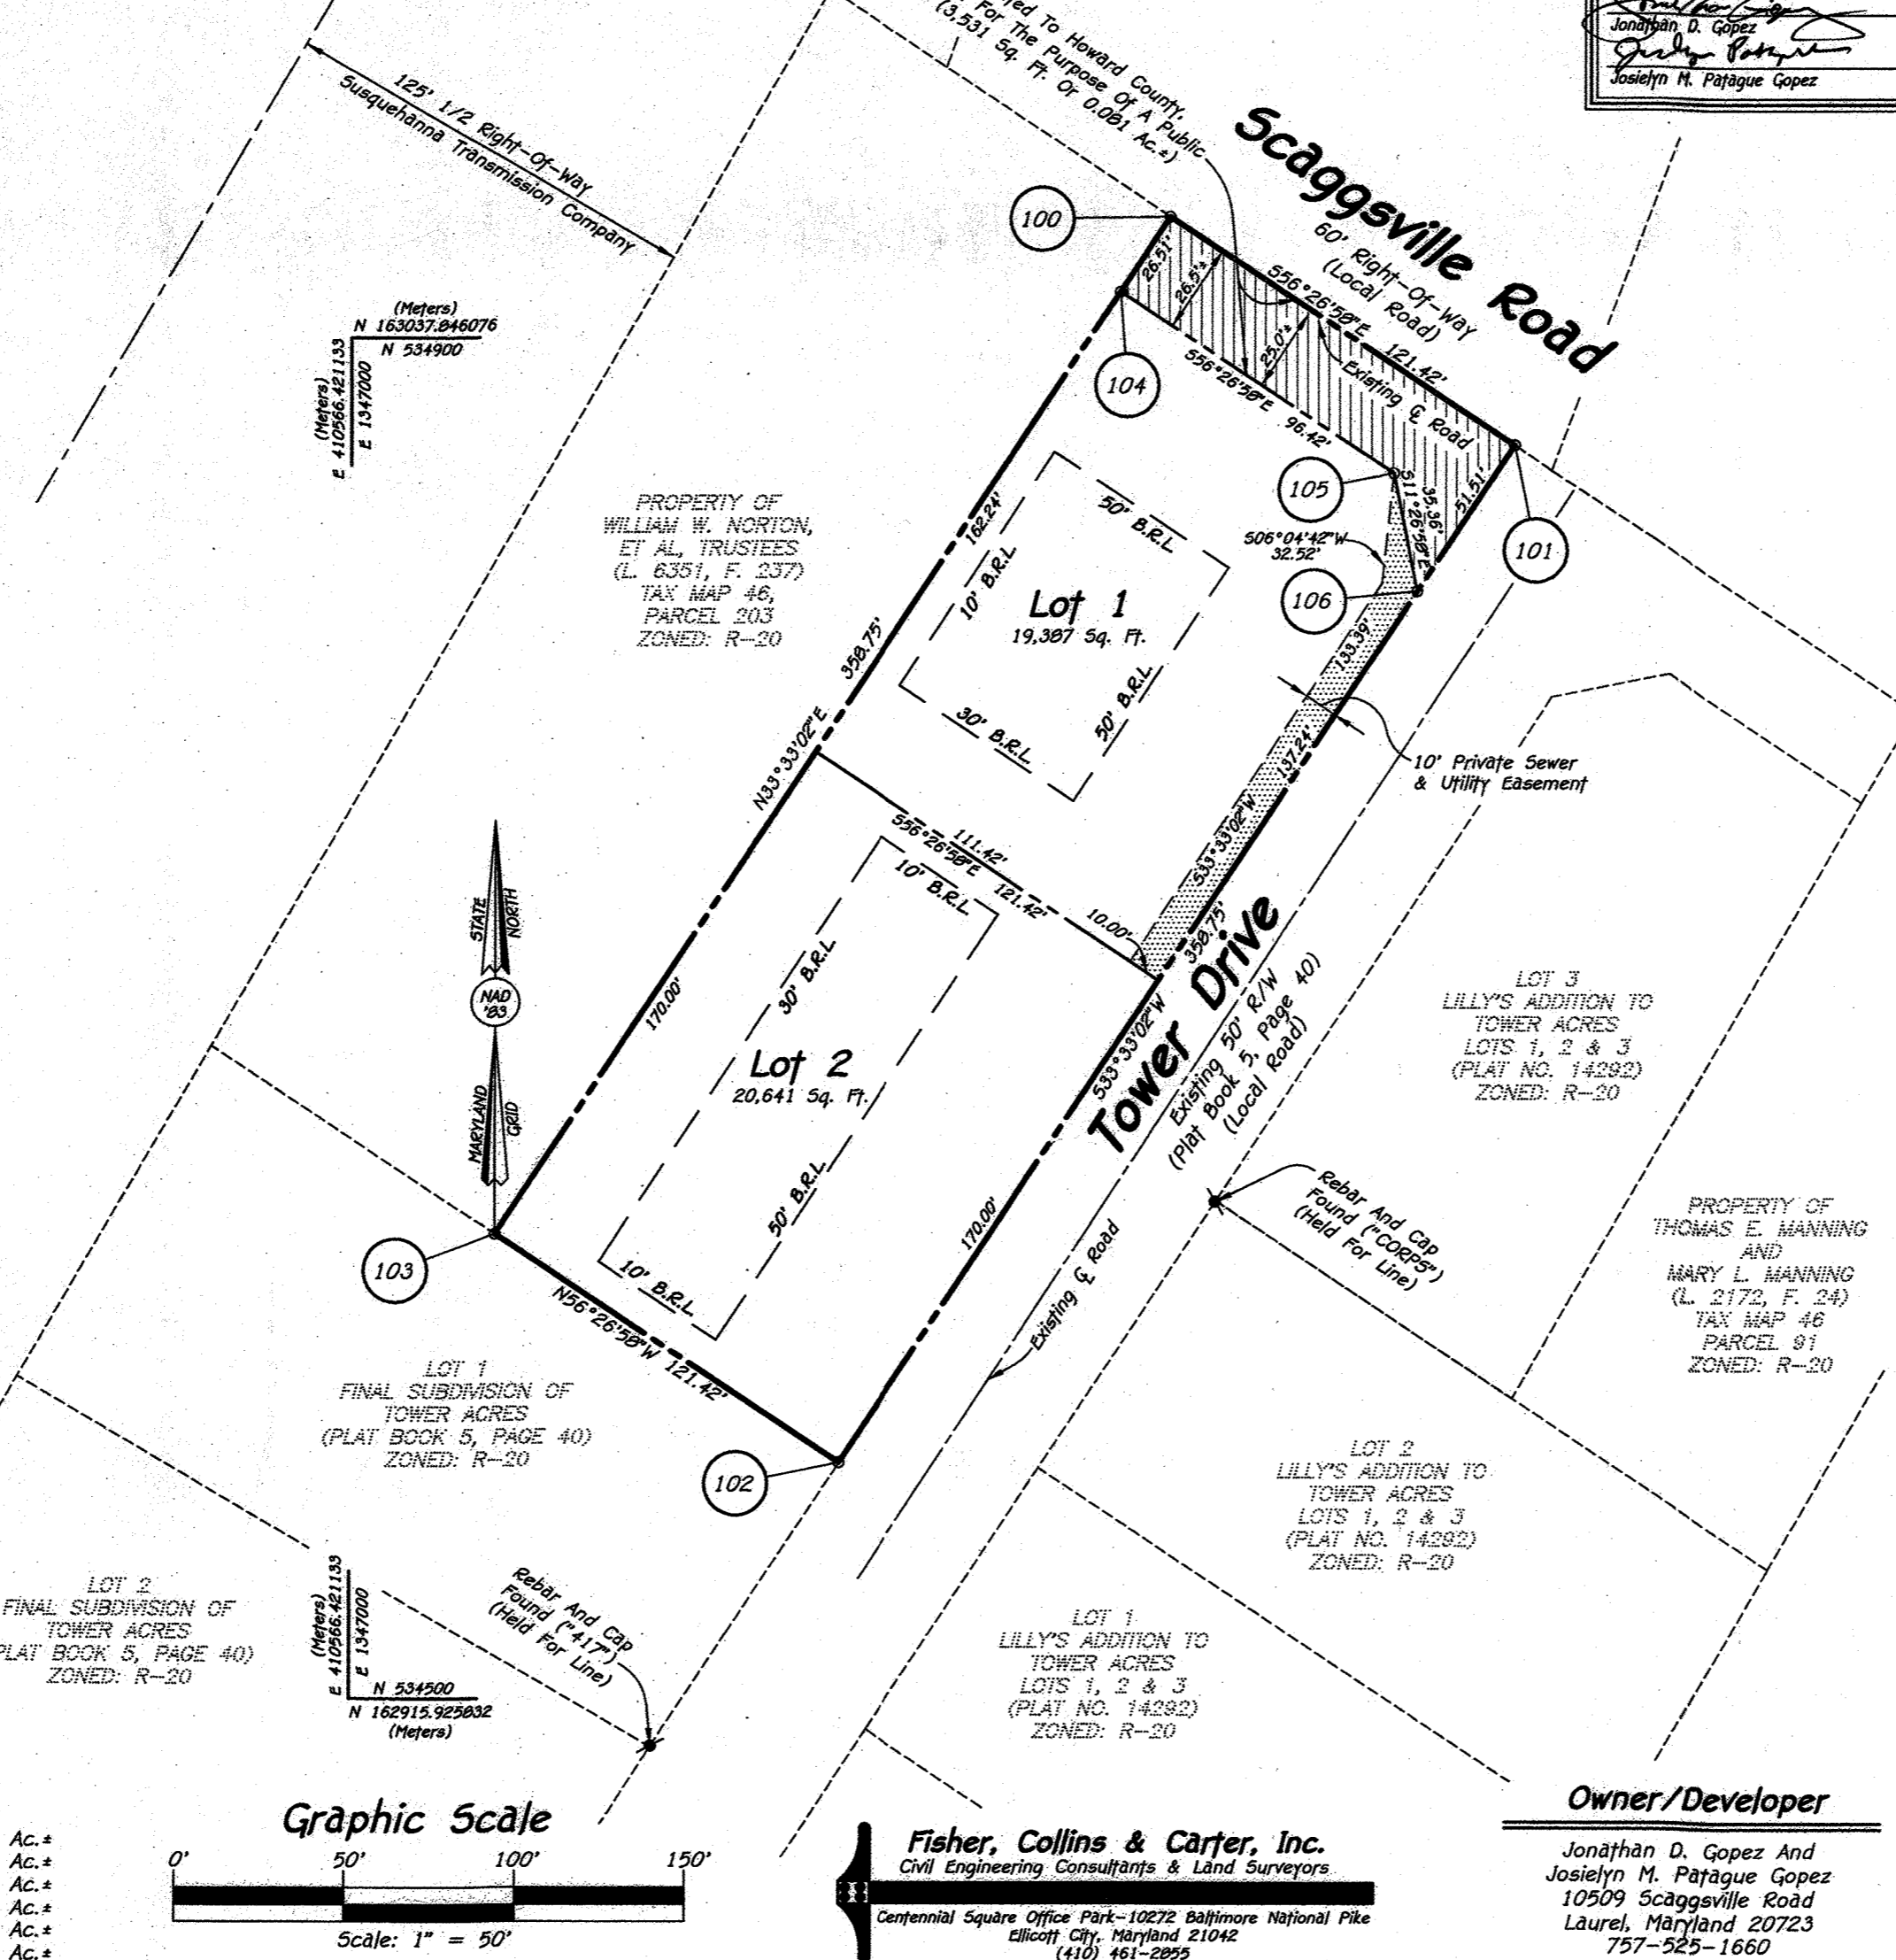 ted To Howard County,
For The Purpose Of A Public
(3,531 Sq. Ft. Or 0.081 Ac.±)
Jonathan D. Gopez
Josielyn M. Patague Gopez
125' 1/2 Right-Of-Way
Susquehanna Transmission Company
Scaggsville Road
60' Right-Of-Way
(Local Road)
100
26.51'
26.5'±
S56°26'58"E 121.42'
25.0'±
Existing ℄ Road
104
S56°26'58"E 96.42'
105
S11°26'58"E
35.36'
51.51'
101
S06°04'42"W
32.52'
106
(Meters)
N 163037.846076
N 534900
(Meters)
E 410566.421133
E 1347000
PROPERTY OF
WILLIAM W. NORTON,
ET AL, TRUSTEES
(L. 6351, F. 237)
TAX MAP 46,
PARCEL 203
ZONED: R-20
162.24'
358.75'
N33°33'02"E
50' B.R.L.
10' B.R.L.
Lot 1
19,387 Sq. Ft.
30' B.R.L.
50' B.R.L.
133.39'
137.24'
10' Private Sewer
& Utility Easement
S33°33'02"W
358.75'
111.42'
S56°26'58"E 121.42'
10.00'
10' B.R.L.
30' B.R.L.
170.00'
Lot 2
20,641 Sq. Ft.
50' B.R.L.
10' B.R.L.
S33°33'02"W
170.00'
Tower Drive
Existing 50' R/W
(Plat Book 5, Page 40)
(Local Road)
Existing ℄ Road
STATE
NORTH
NAD
'83
MARYLAND
GRID
103
N56°26'58"W 121.42'
102
LOT 3
LILLY'S ADDITION TO
TOWER ACRES
LOTS 1, 2 & 3
(PLAT NO. 14292)
ZONED: R-20
Rebar And Cap
Found ("CORPS")
(Held For Line)
PROPERTY OF
THOMAS E. MANNING
AND
MARY L. MANNING
(L. 2172, F. 24)
TAX MAP 46
PARCEL 91
ZONED: R-20
LOT 1
FINAL SUBDIVISION OF
TOWER ACRES
(PLAT BOOK 5, PAGE 40)
ZONED: R-20
LOT 2
LILLY'S ADDITION TO
TOWER ACRES
LOTS 1, 2 & 3
(PLAT NO. 14292)
ZONED: R-20
LOT 2
FINAL SUBDIVISION OF
TOWER ACRES
PLAT BOOK 5, PAGE 40)
ZONED: R-20
(Meters)
E 410566.421133
E 1347000
N 534500
N 162915.925832
(Meters)
Rebar And Cap
Found ("417")
(Held For Line)
LOT 1
LILLY'S ADDITION TO
TOWER ACRES
LOTS 1, 2 & 3
(PLAT NO. 14292)
ZONED: R-20
Ac.±
Ac.±
Ac.±
Ac.±
Ac.±
Ac.±
Graphic Scale
0' 50' 100' 150'
Scale: 1" = 50'
Fisher, Collins & Carter, Inc.
Civil Engineering Consultants & Land Surveyors
Centennial Square Office Park-10272 Baltimore National Pike
Ellicott City, Maryland 21042
(410) 461-2855
Owner/Developer
Jonathan D. Gopez And
Josielyn M. Patague Gopez
10509 Scaggsville Road
Laurel, Maryland 20723
757-525-1660